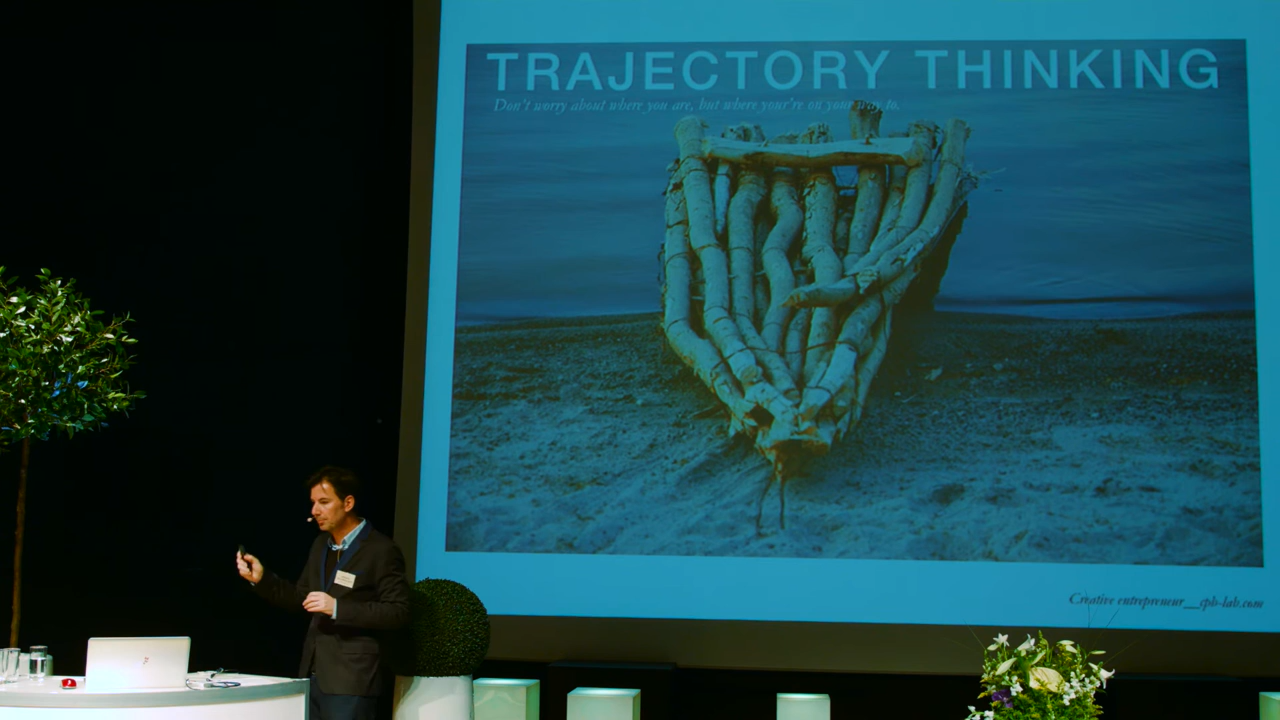 TRAJECTORY THINKING
Don't worry about where you are, but where your're on your way to.
Creative entrepreneur__cpb-lab.com